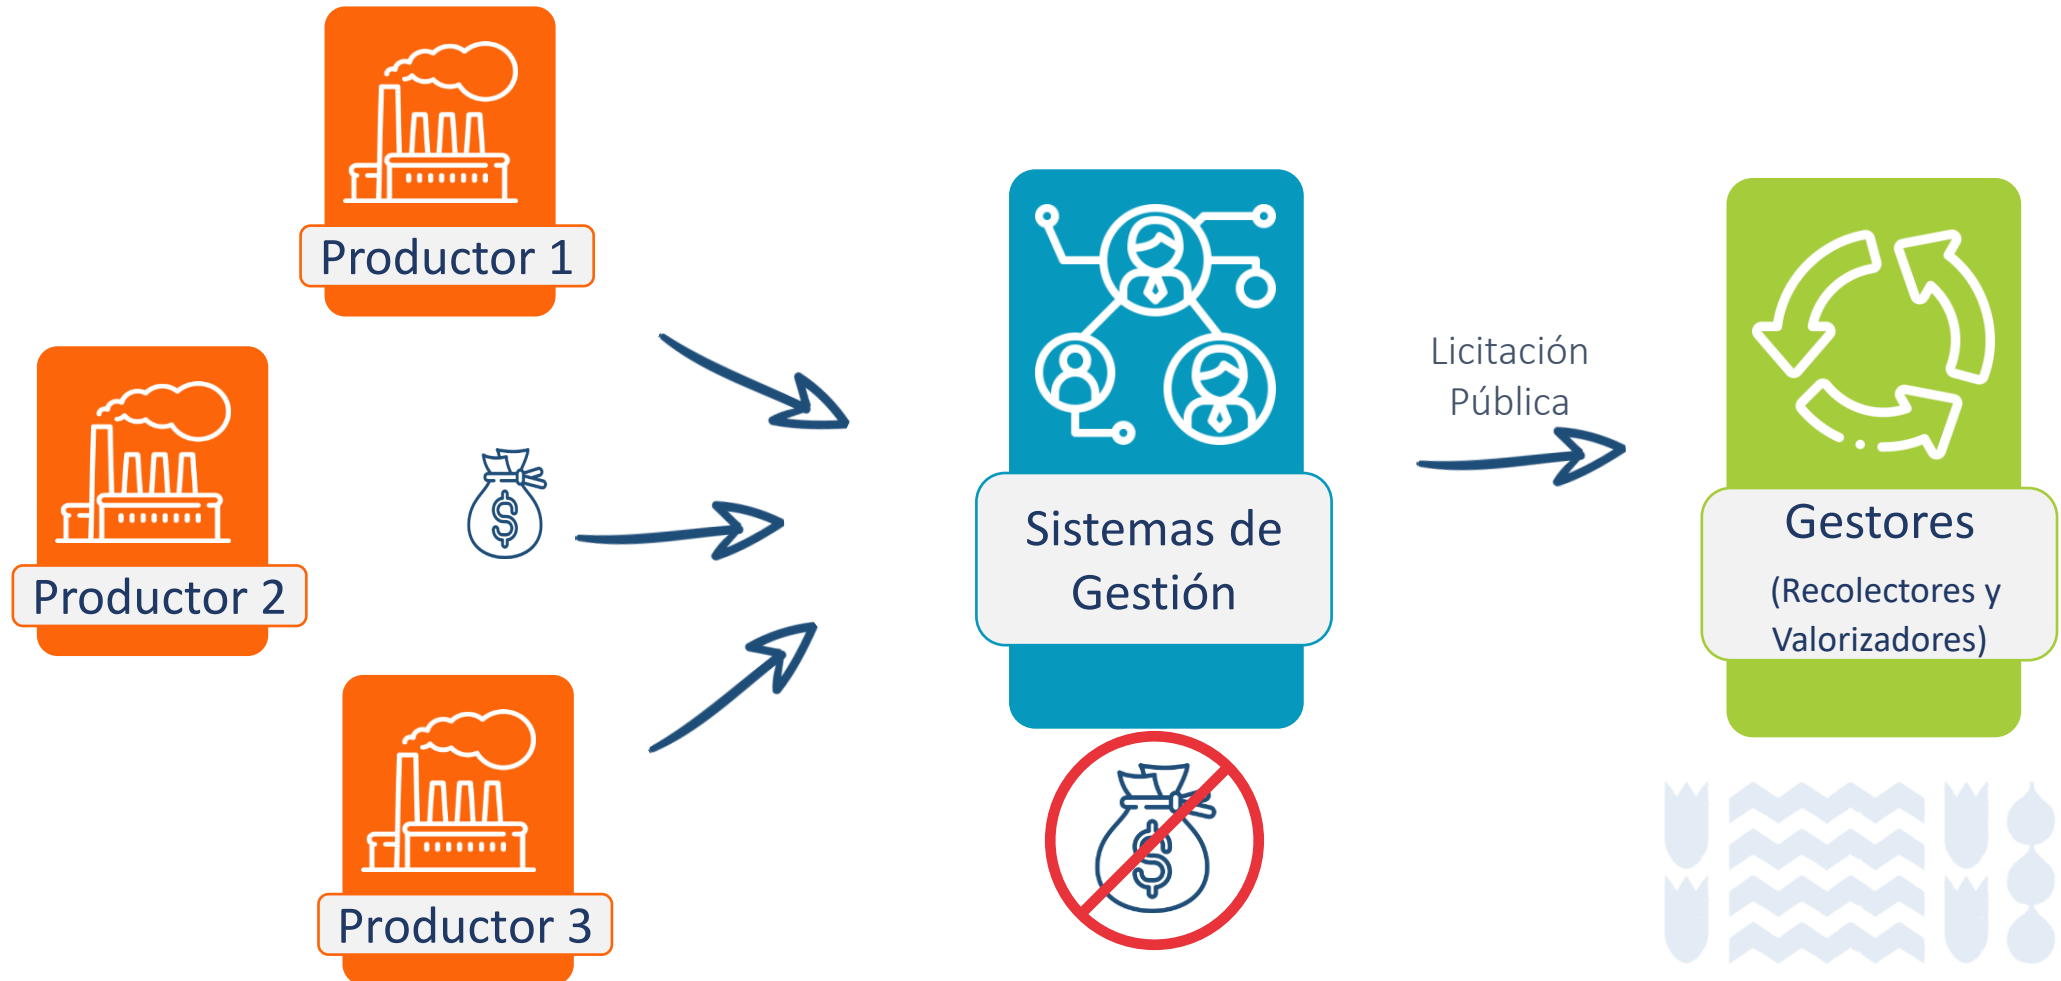 Productor 1
Productor 2
Productor 3
Sistemas de
Gestión
Licitación
Pública
Gestores
(Recolectores y
Valorizadores)